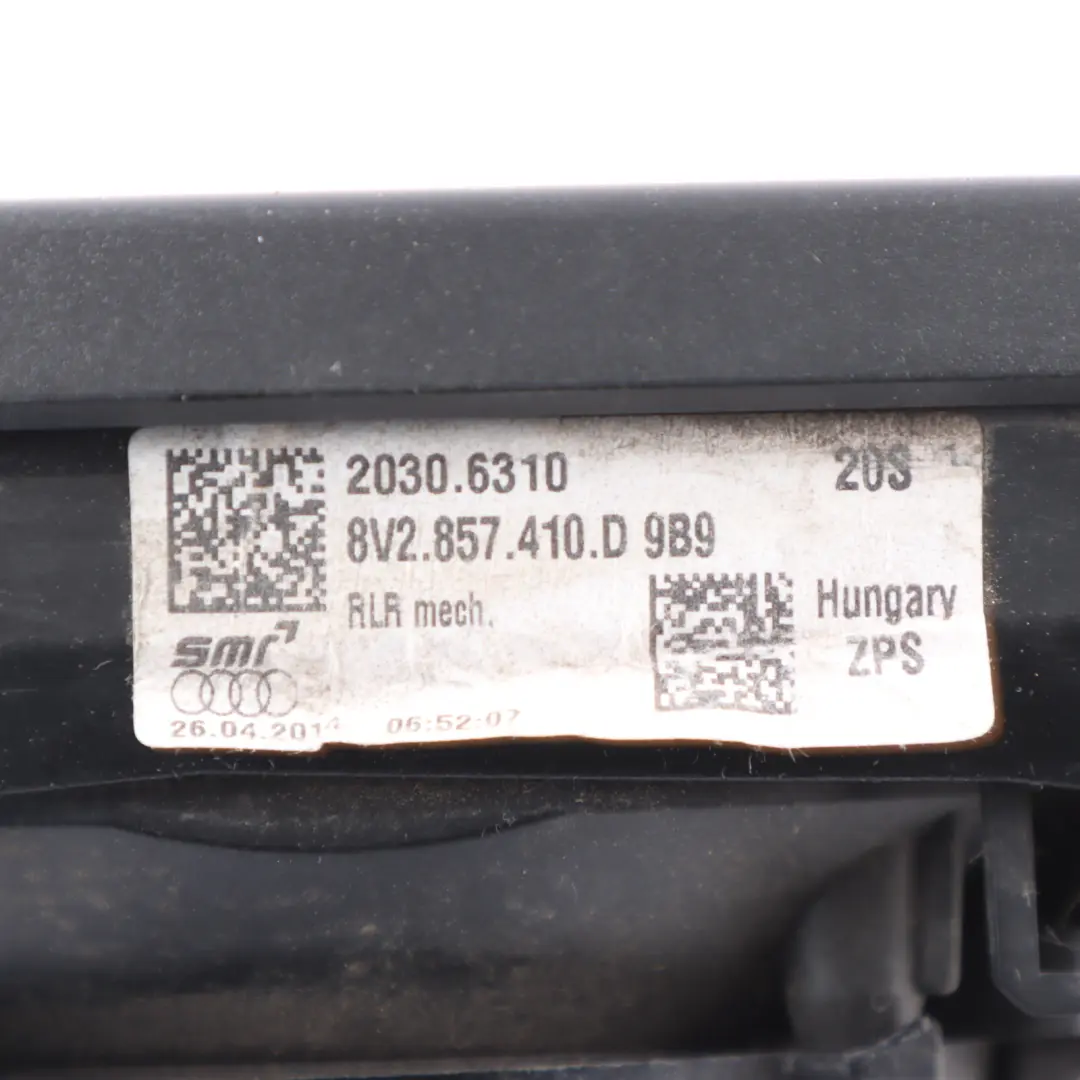 2030.6310 20S
8V2.857.410.D 9B9
RLR mech.
Hungary
ZPS
smr
26.04.2014 06:52:07